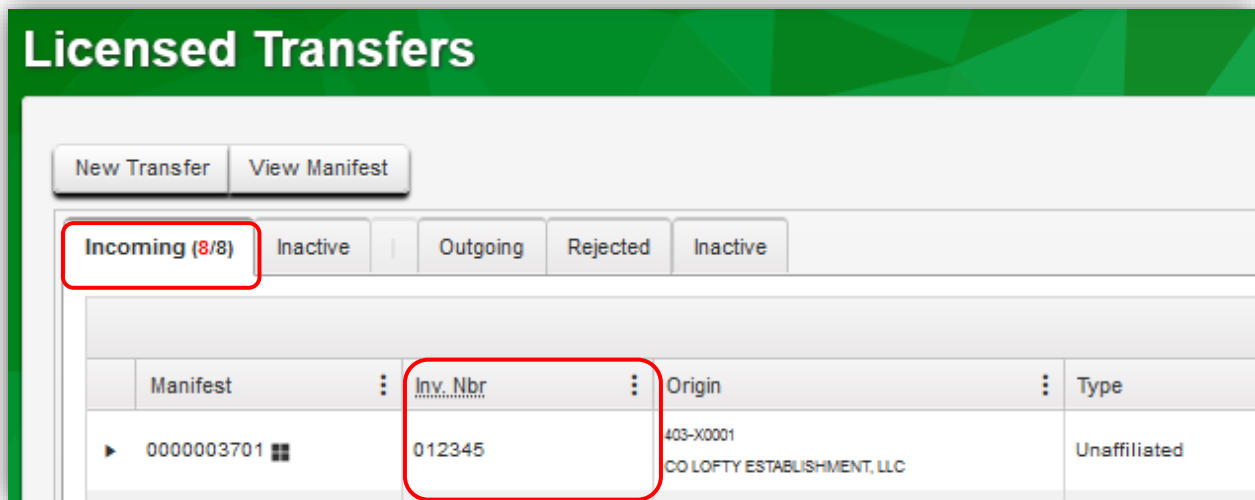 Licensed Transfers
New Transfer View Manifest
Incoming (8/8) Inactive | Outgoing Rejected Inactive
Manifest Inv. Nbr Origin Type
403-X0001
0000003701 012345 CO LOFTY ESTABLISHMENT, LLC Unaffiliated